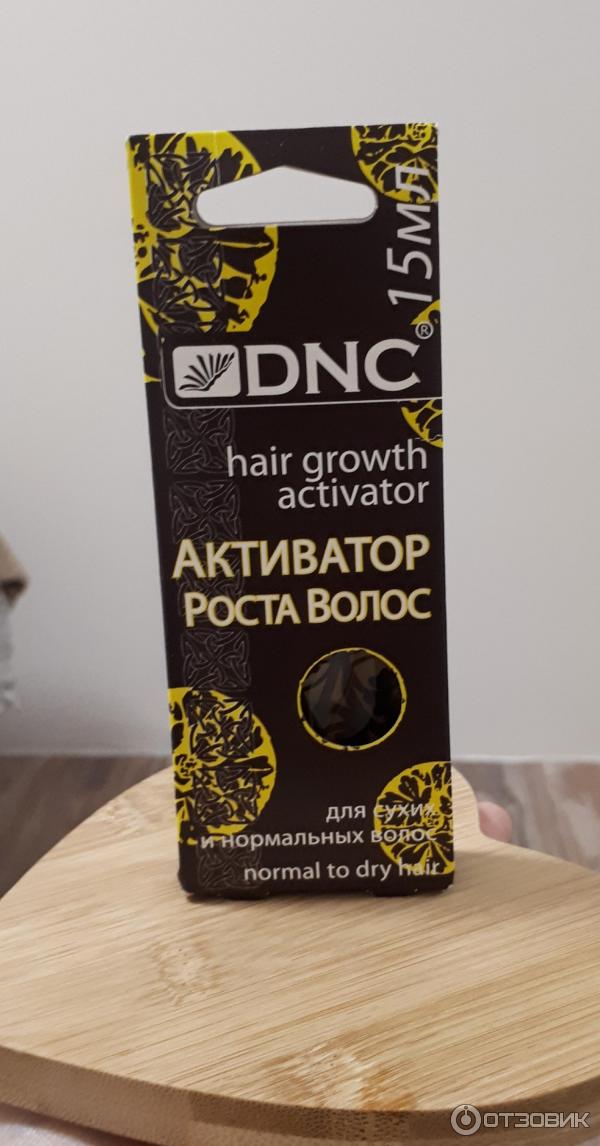 15мл
DNC®
hair growth
activator
Активатор
Роста Волос
для сухих
и нормальных волос
normal to dry hair
ОТЗОВИК